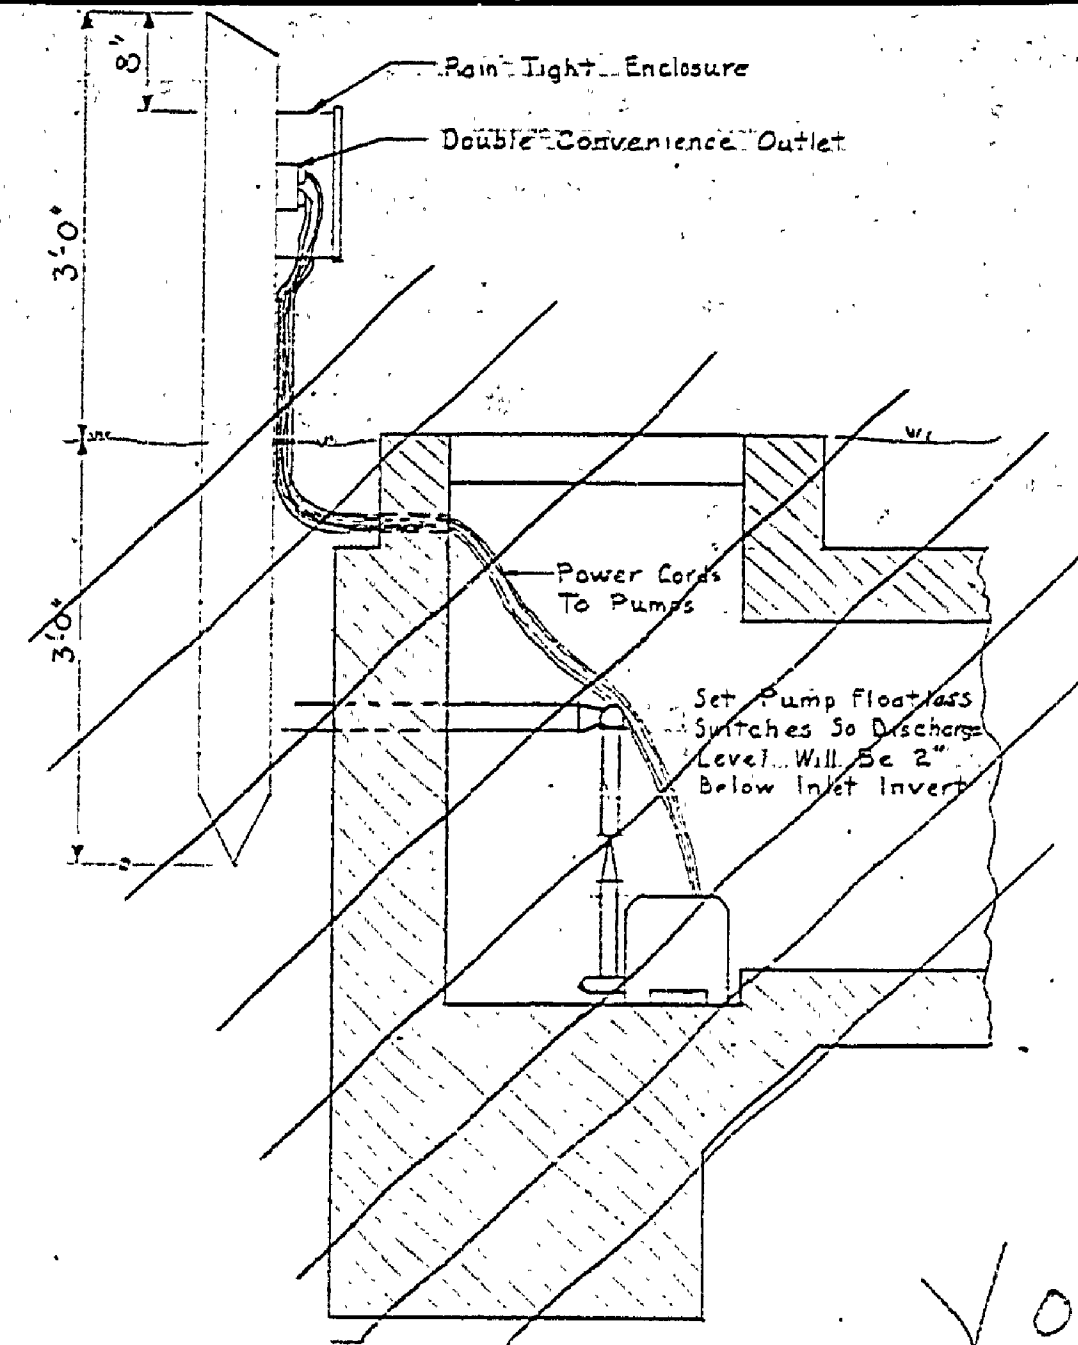 8"
Rain Tight Enclosure
Double Convenience Outlet
3'-0"
Power Cords
To Pumps
3'-0"
Set Pump Floatless
Switches So Discharge
Level Will Be 2"
Below Inlet Invert
VO